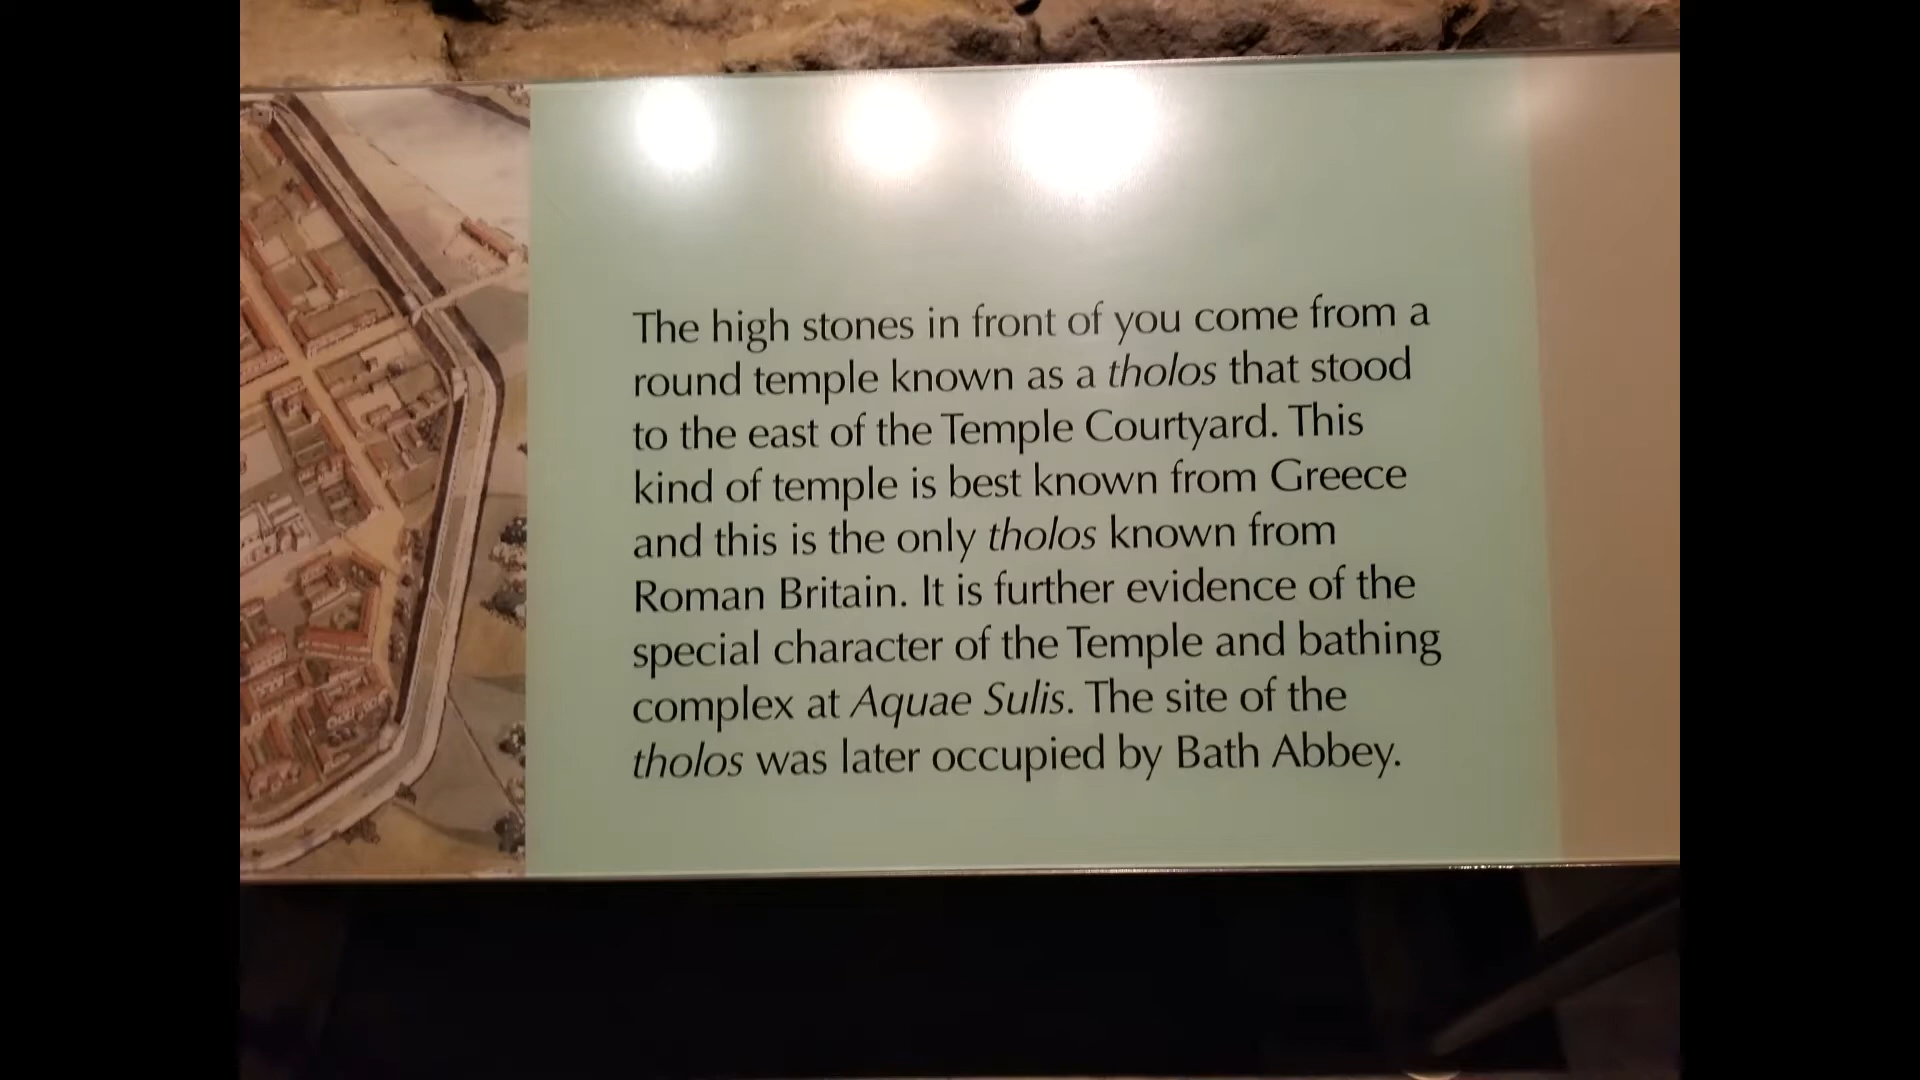 The high stones in front of you come from a
round temple known as a tholos that stood
to the east of the Temple Courtyard. This
kind of temple is best known from Greece
and this is the only tholos known from
Roman Britain. It is further evidence of the
special character of the Temple and bathing
complex at Aquae Sulis. The site of the
tholos was later occupied by Bath Abbey.